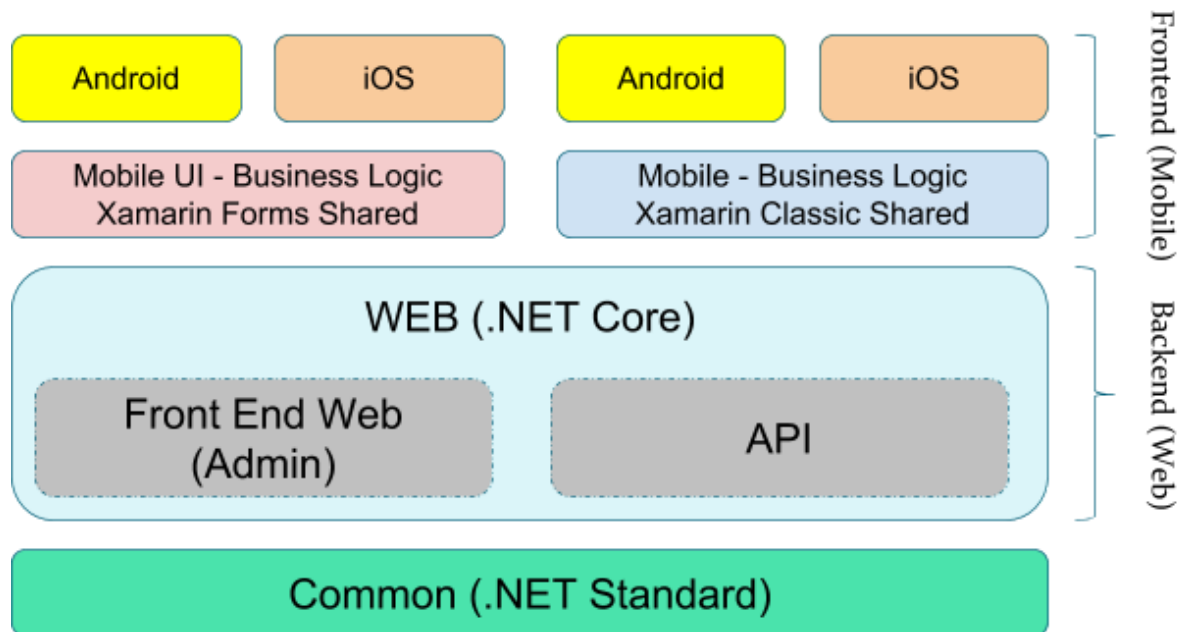 Android
iOS
Android
iOS
Mobile UI - Business Logic
Xamarin Forms Shared
Mobile - Business Logic
Xamarin Classic Shared
Frontend (Mobile)
WEB (.NET Core)
Front End Web
(Admin)
API
Backend (Web)
Common (.NET Standard)